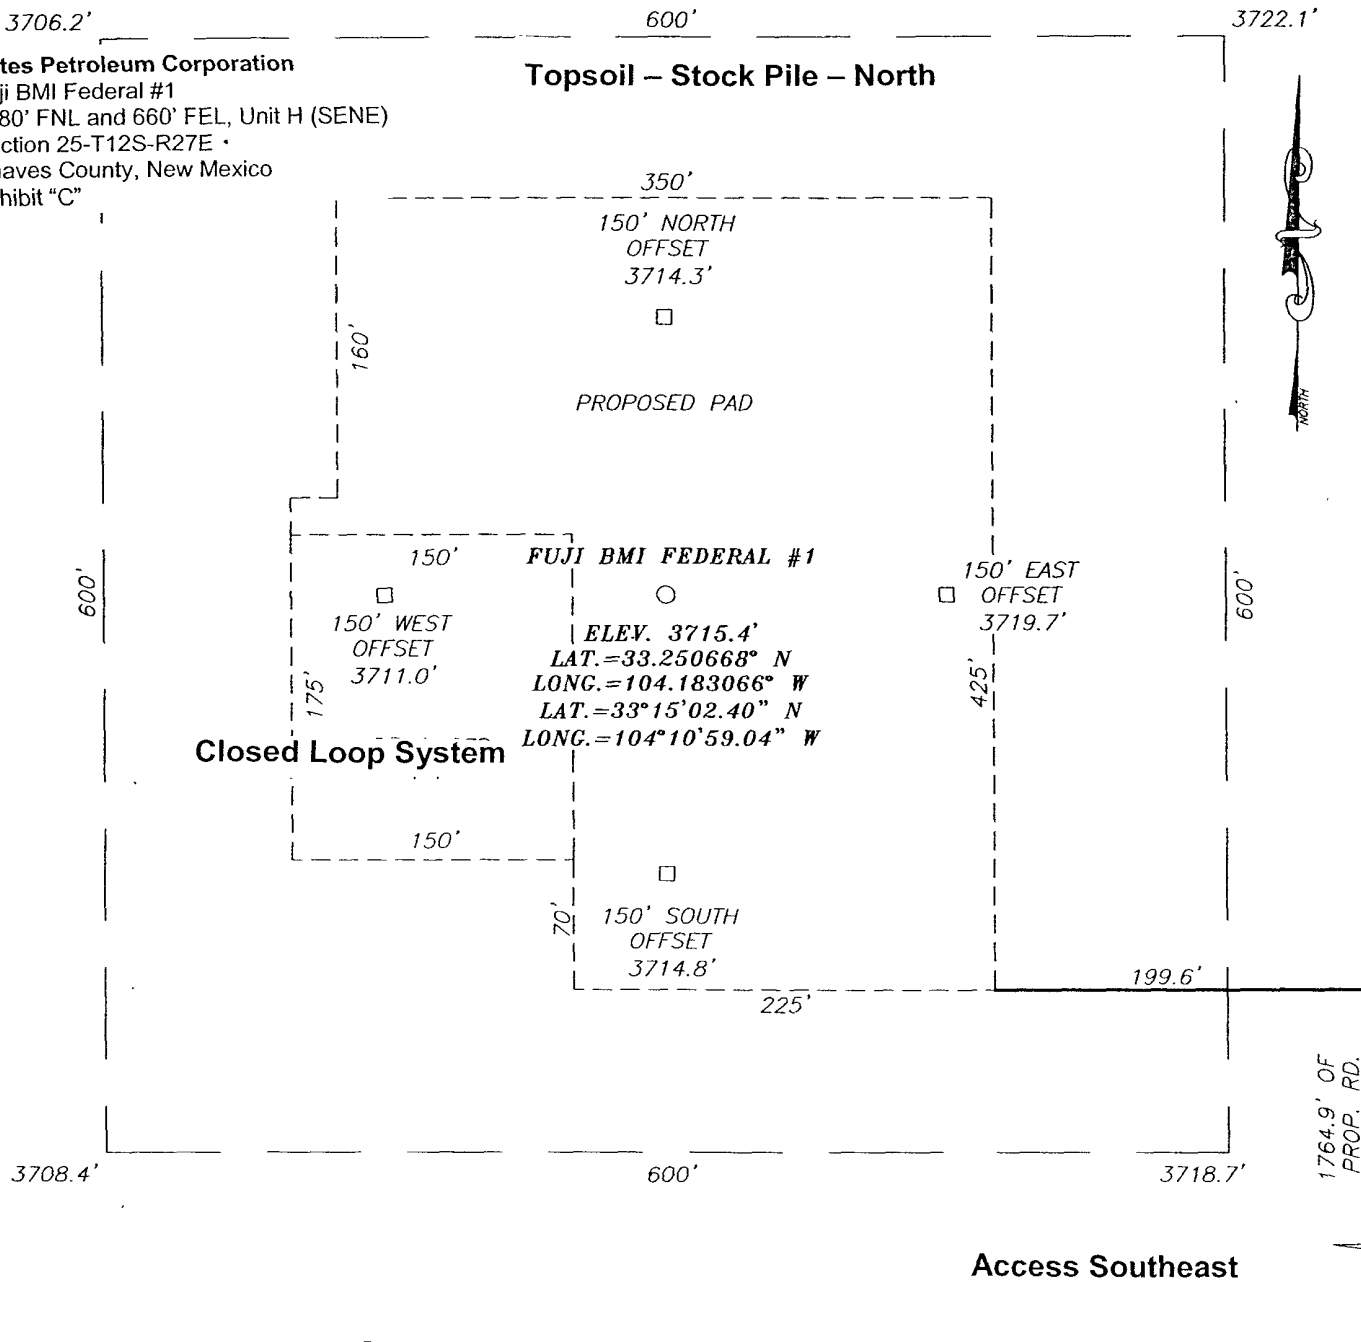 3706.2' 600' 3722.1'
tes Petroleum Corporation
ji BMI Federal #1
80' FNL and 660' FEL, Unit H (SENE)
ction 25-T12S-R27E
aves County, New Mexico
hibit "C"
Topsoil – Stock Pile – North
350'
150' NORTH
OFFSET
3714.3'
160'
PROPOSED PAD
NORTH
600'
150'
FUJI BMI FEDERAL #1
150' WEST
OFFSET
3711.0'
175'
ELEV. 3715.4'
LAT.=33.250668° N
LONG.=104.183066° W
LAT.=33°15'02.40" N
LONG.=104°10'59.04" W
150' EAST
OFFSET
3719.7'
425'
600'
Closed Loop System
150'
70'
150' SOUTH
OFFSET
3714.8'
225'
199.6'
1764.9' OF
PROP. RD.
3708.4' 600' 3718.7'
Access Southeast